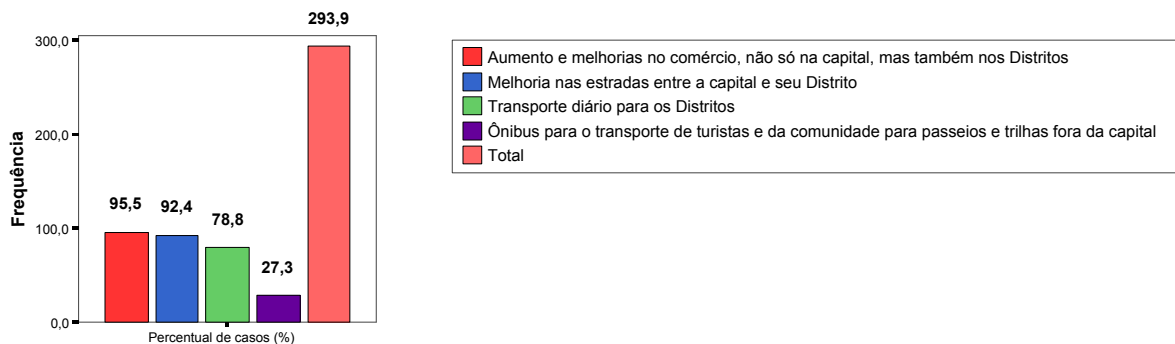 293,9
300,0
200,0
100,0
0,0
Frequência
95,5
92,4
78,8
27,3
Percentual de casos (%)
Aumento e melhorias no comércio, não só na capital, mas também nos Distritos
Melhoria nas estradas entre a capital e seu Distrito
Transporte diário para os Distritos
Ônibus para o transporte de turistas e da comunidade para passeios e trilhas fora da capital
Total